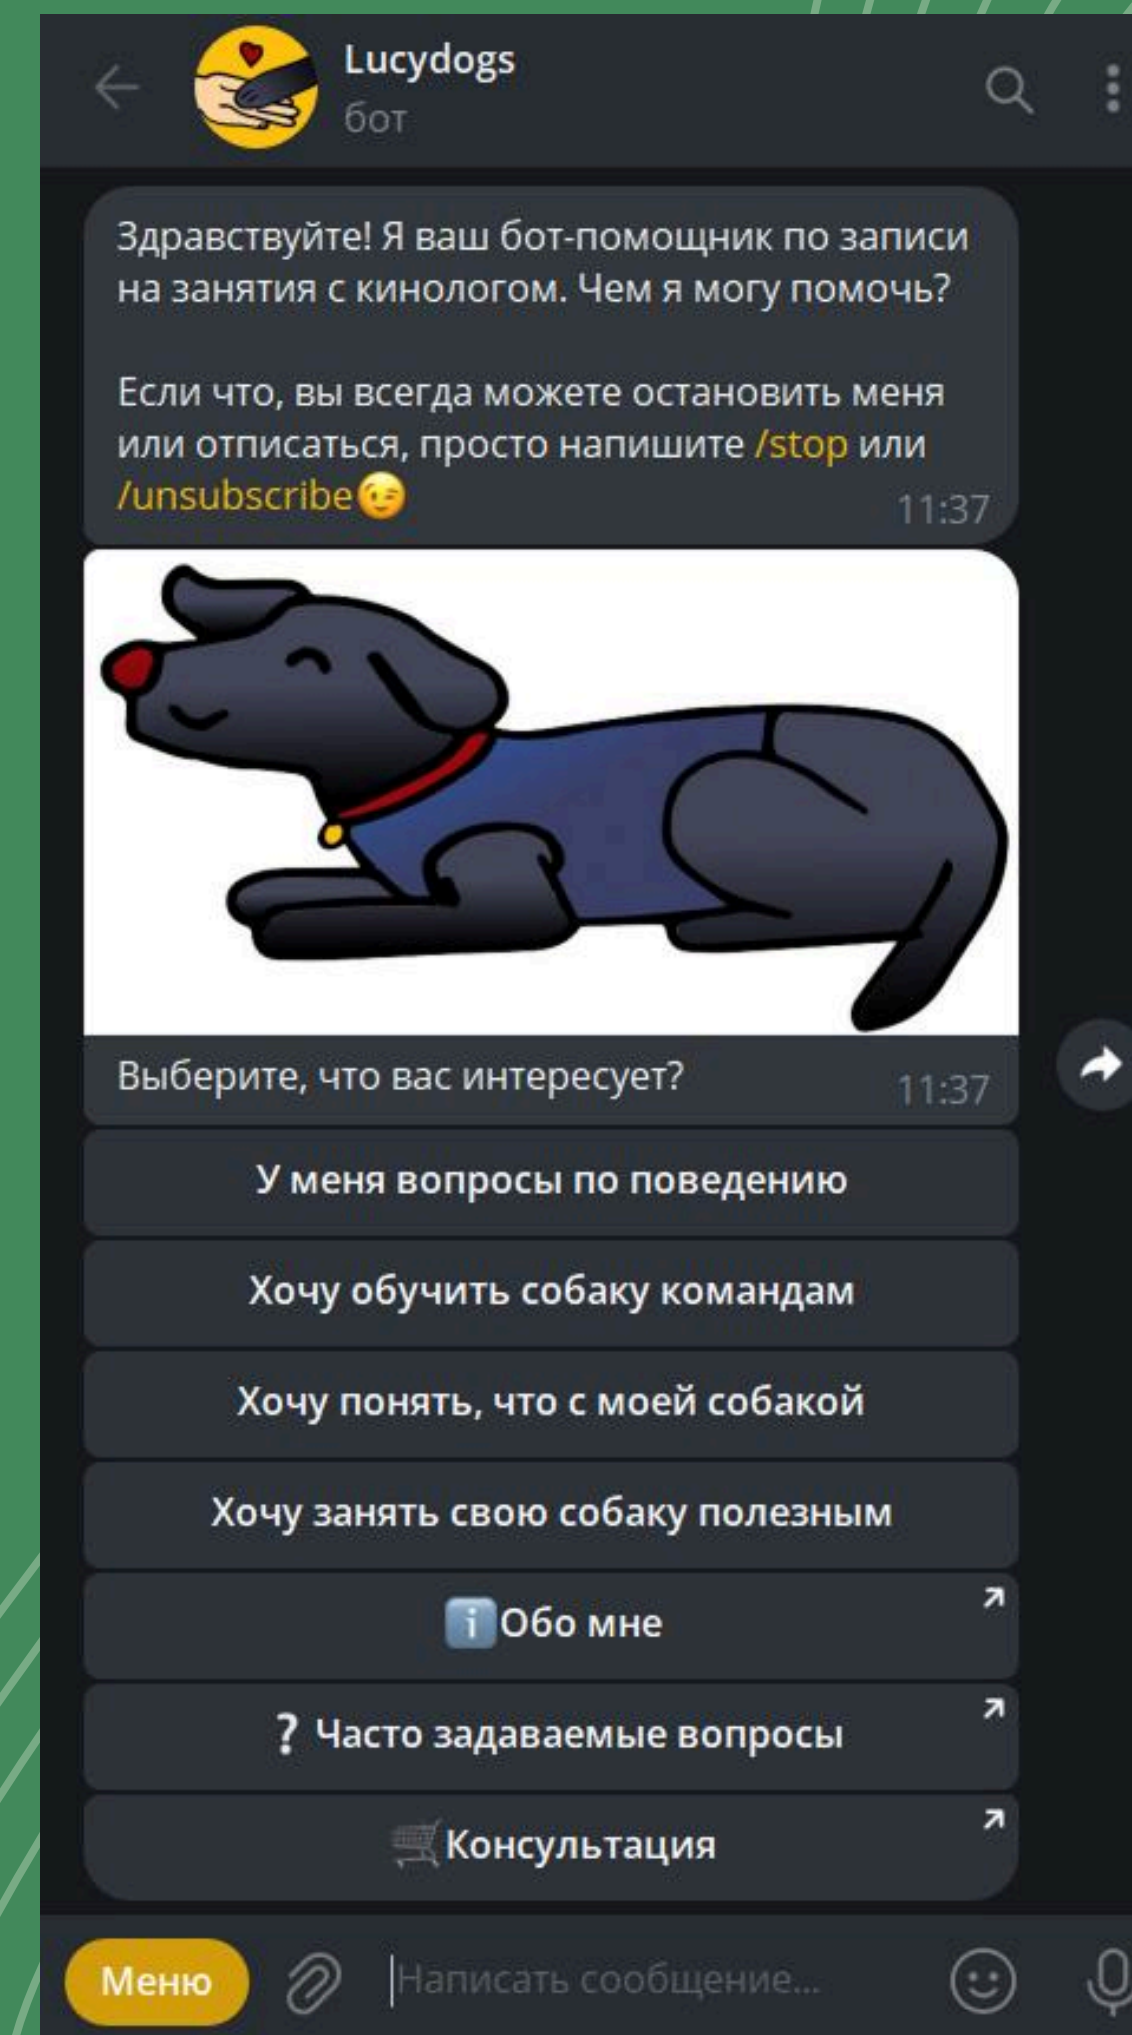 Lucydogs
бот
Здравствуйте! Я ваш бот-помощник по записи
на занятия с кинологом. Чем я могу помочь?
Если что, вы всегда можете остановить меня
или отписаться, просто напишите /stop или
/unsubscribe😉
11:37
Выберите, что вас интересует?
11:37
У меня вопросы по поведению
Хочу обучить собаку командам
Хочу понять, что с моей собакой
Хочу занять свою собаку полезным
ℹ️Обо мне
❔ Часто задаваемые вопросы
🛒Консультация
Меню
Написать сообщение...